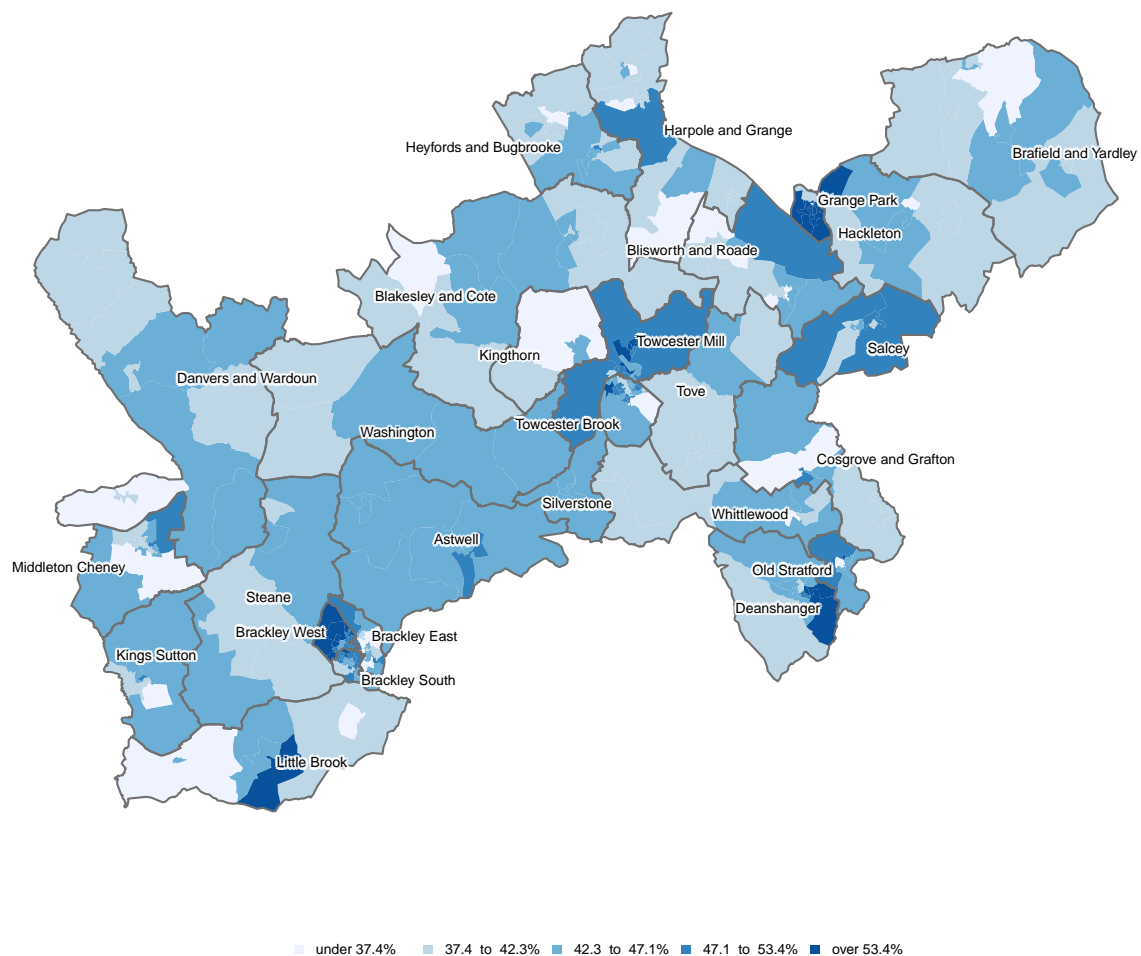 Harpole and Grange
Heyfords and Bugbrooke
Brafield and Yardley
Grange Park
Hackleton
Blisworth and Roade
Blakesley and Cote
Towcester Mill
Salcey
Kingthorn
Danvers and Wardoun
Tove
Towcester Brook
Washington
Cosgrove and Grafton
Silverstone
Whittlewood
Astwell
Middleton Cheney
Old Stratford
Steane
Deanshanger
Brackley West
Brackley East
Kings Sutton
Brackley South
Little Brook
under 37.4% 37.4 to 42.3% 42.3 to 47.1% 47.1 to 53.4% over 53.4%